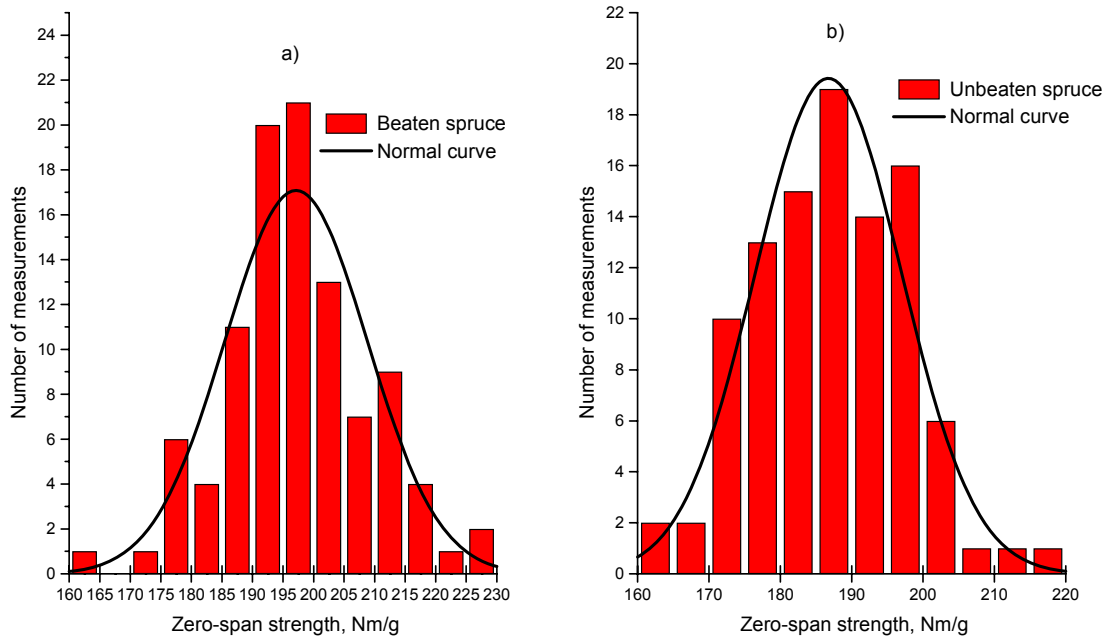 a)
Beaten spruce
Normal curve
Number of measurements
24
22
20
18
16
14
12
10
8
6
4
2
0
160 165 170 175 180 185 190 195 200 205 210 215 220 225 230
Zero-span strength, Nm/g
b)
Unbeaten spruce
Normal curve
Number of measurements
22
20
18
16
14
12
10
8
6
4
2
0
160 170 180 190 200 210 220
Zero-span strength, Nm/g